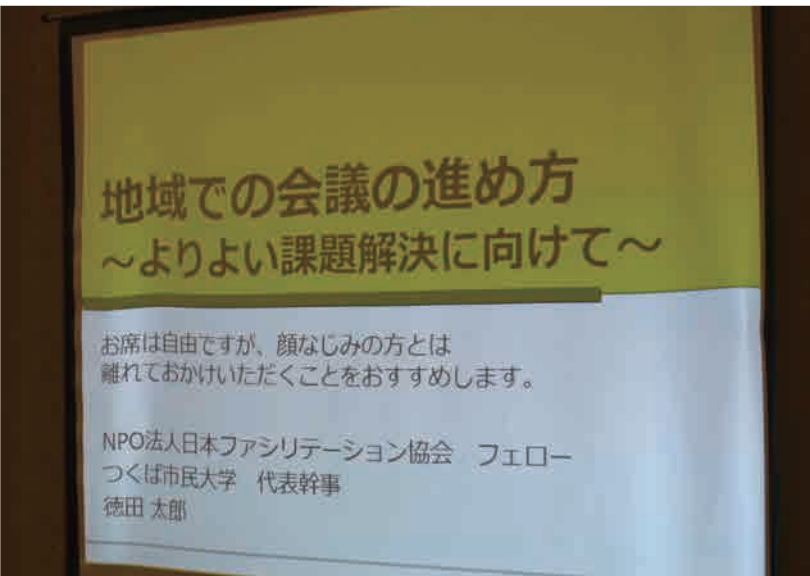 地域での会議の進め方
～よりよい課題解決に向けて～
お席は自由ですが、顔なじみの方とは
離れておかけいただくことをおすすめします。
NPO法人日本ファシリテーション協会　フェロー
つくば市民大学　代表幹事
徳田 太郎